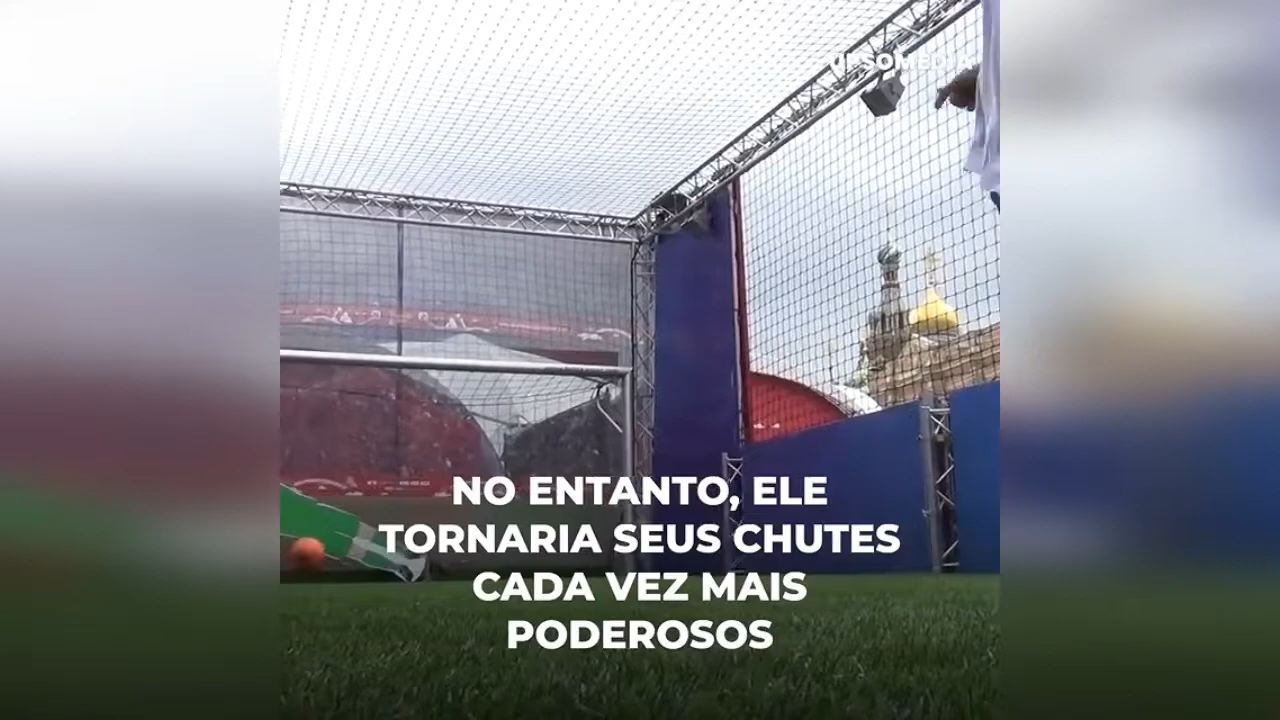 NO ENTANTO, ELE
TORNARIA SEUS CHUTES
CADA VEZ MAIS
PODEROSOS